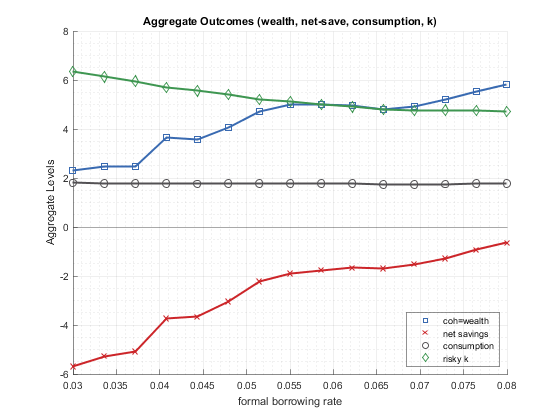 Aggregate Outcomes (wealth, net-save, consumption, k)
8
6
4
2
0
-2
-4
-6
Aggregate Levels
0.03 0.035 0.04 0.045 0.05 0.055 0.06 0.065 0.07 0.075 0.08
formal borrowing rate
coh=wealth
net savings
consumption
risky k